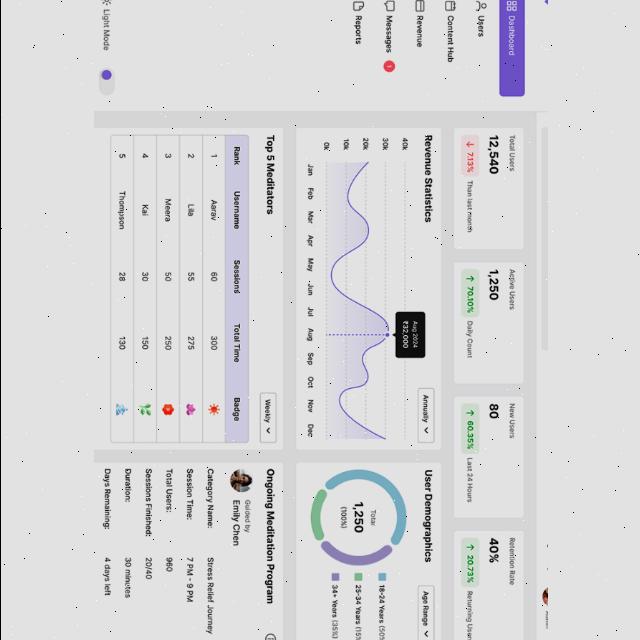 Dashboard
Users
Content Hub
Revenue
Messages
1
Reports
Light Mode
Total Users
12,540
↓ 7.13%
Than last month
Active Users
1,250
↑ 70.10%
Daily Count
New Users
80
↑ 60.35%
Last 24 Hours
Retention Rate
40%
↑ 20.73%
Returning Users
Revenue Statistics
Annually
40k
30k
20k
10k
0k
Aug 2024
₹32,000
Jan Feb Mar Apr May Jun Jul Aug Sep Oct Nov Dec
User Demographics
Age Range
Total
1,250
(100%)
18-24 Years (50%
25-34 Years (15%
34+ Years (35%)
Top 5 Meditators
Weekly
Rank Username Sessions Total Time Badge
1 Aarav 60 300
2 Lila 55 275
3 Meera 50 250
4 Kai 30 150
5 Thompson 28 130
Ongoing Meditation Program
Guided by
Emily Chen
Category Name: Stress Relief Journey
Session Time: 7 PM - 9 PM
Total Users: 960
Sessions Finished: 20/40
Duration: 30 minutes
Days Remaining: 4 days left